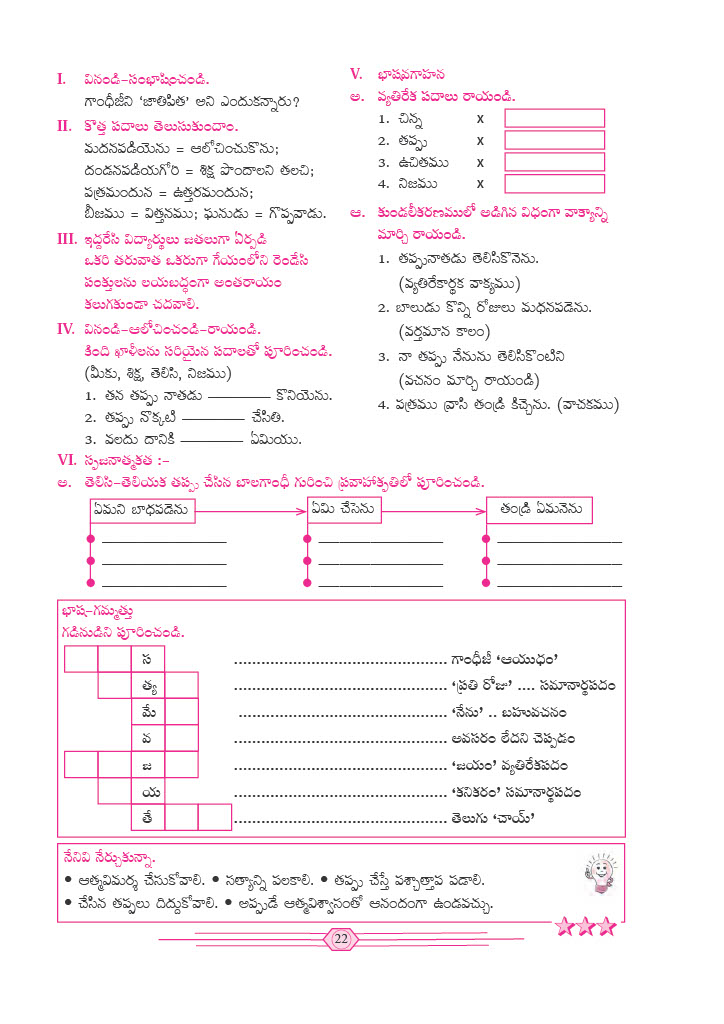 I. వినండి-సంభాషించండి.
గాంధీజీని ‘జాతిపిత’ అని ఎందుకన్నారు?
II. కొత్త పదాలు తెలుసుకుందాం.
మదనపడియెను = ఆలోచించుకొను;
దండనపడియగోరి = శిక్ష పొందాలని తలచి;
పత్రమందున = ఉత్తరమందున;
బీజము = విత్తనము; ఘనుడు = గొప్పవాడు.
III. ఇద్దరేసి విద్యార్థులు జతలుగా ఏర్పడి
ఒకరి తరువాత ఒకరుగా గేయంలోని రెండేసి
పంక్తులను లయబద్ధంగా అంతరాయం
కలుగకుండా చదవాలి.
IV. వినండి-ఆలోచించండి-రాయండి.
కింది ఖాళీలను సరియైన పదాలతో పూరించండి.
(మీకు, శిక్ష, తెలిసి, నిజము)
1. తన తప్పు నాతడు ———— కొనియెను.
2. తప్పు నొక్కటి ———— చేసితి.
3. వలదు దానికి ———— ఏమియు.
V. భాషవగాహన
అ. వ్యతిరేక పదాలు రాయండి.
1. చిన్న x
2. తప్పు x
3. ఉచితము x
4. నిజము x
ఆ. కుండలీకరణములో అడిగిన విధంగా వాక్యాన్ని
మార్చి రాయండి.
1. తప్పునాతడు తెలిసికొనెను.
(వ్యతిరేకార్థక వాక్యము)
2. బాలుడు కొన్ని రోజులు మధనపడెను.
(వర్తమాన కాలం)
3. నా తప్పు నేనును తెలిసికొంటిని
(వచనం మార్చి రాయండి)
4. పత్రము వ్రాసి తండ్రి కిచ్చెను. (వాచకము)
VI. సృజనాత్మకత :-
అ. తెలిసి-తెలియక తప్పు చేసిన బాలగాంధీ గురించి ప్రవాహాకృతిలో పూరించండి.
ఏమని బాధపడెను ఏమి చేసెను తండ్రి ఏమనెను
భాష-గమ్మత్తు
గడినుడిని పూరించండి.
స ................................................ గాంధీజీ ‘ఆయుధం’
త్య ................................................ ‘ప్రతి రోజు’ .... సమానార్థపదం
మే ............................................... ‘నేను’ .. బహువచనం
వ ................................................ అవసరం లేదని చెప్పడం
జ ................................................ ‘జయం’ వ్యతిరేకపదం
య ................................................ ‘కనికరం’ సమానార్థపదం
తే ................................................ తెలుగు ‘చాయ్’
నేనివి నేర్చుకున్నా.
• ఆత్మవిమర్శ చేసుకోవాలి. • సత్యాన్ని పలకాలి. • తప్పు చేస్తే పశ్చాత్తాప పడాలి.
• చేసిన తప్పులు దిద్దుకోవాలి. • అప్పుడే ఆత్మవిశ్వాసంతో ఆనందంగా ఉండవచ్చు.
22